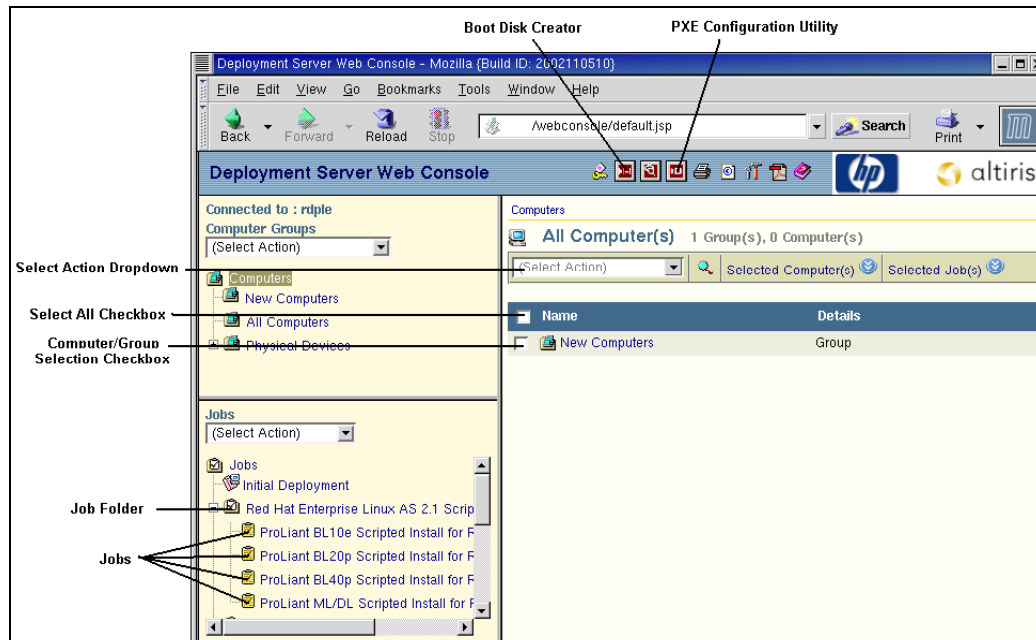 Boot Disk Creator
PXE Configuration Utility
Deployment Server Web Console - Mozilla {Build ID: 2002110510}
File Edit View Go Bookmarks Tools Window Help
Back Forward Reload Stop
/webconsole/default.jsp
Search
Print
Deployment Server Web Console
hp
altiris
Connected to : rdple
Computer Groups
(Select Action)
Computers
New Computers
All Computers
Physical Devices
Computers
All Computer(s) 1 Group(s), 0 Computer(s)
(Select Action) Selected Computer(s) Selected Job(s)
Name Details
New Computers Group
Select Action Dropdown
Select All Checkbox
Computer/Group
Selection Checkbox
Jobs
(Select Action)
Jobs
Initial Deployment
Red Hat Enterprise Linux AS 2.1 Scrip
ProLiant BL10e Scripted Install for R
ProLiant BL20p Scripted Install for R
ProLiant BL40p Scripted Install for R
ProLiant ML/DL Scripted Install for F
Job Folder
Jobs